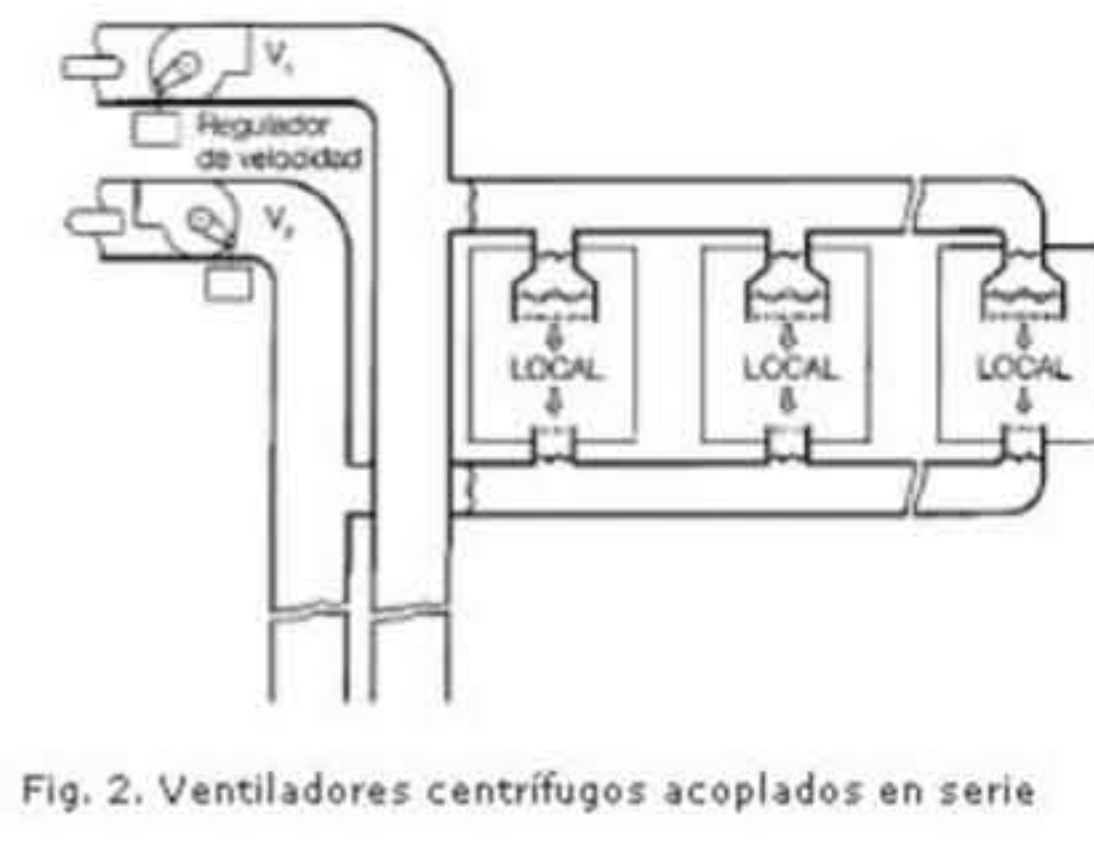 V₁
Regulador
de velocidad
V₂
LOCAL LOCAL LOCAL
Fig. 2. Ventiladores centrífugos acoplados en serie